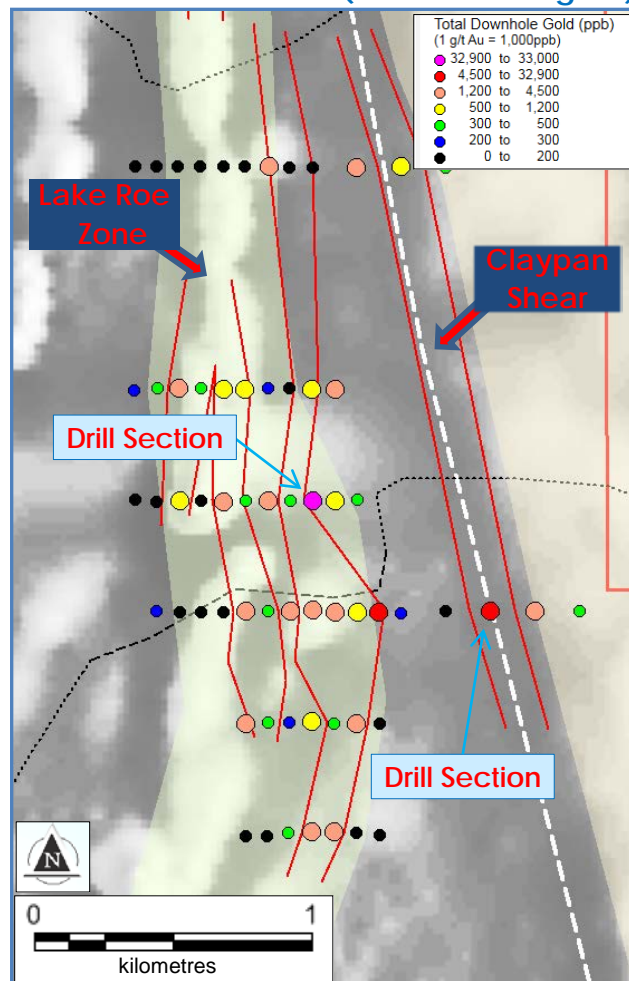 Total Downhole Gold (ppb)
(1 g/t Au = 1,000ppb)
32,900 to 33,000
4,500 to 32,900
1,200 to 4,500
500 to 1,200
300 to 500
200 to 300
0 to 200
Lake Roe
Zone
Claypan
Shear
Drill Section
Drill Section
N
0 1
kilometres